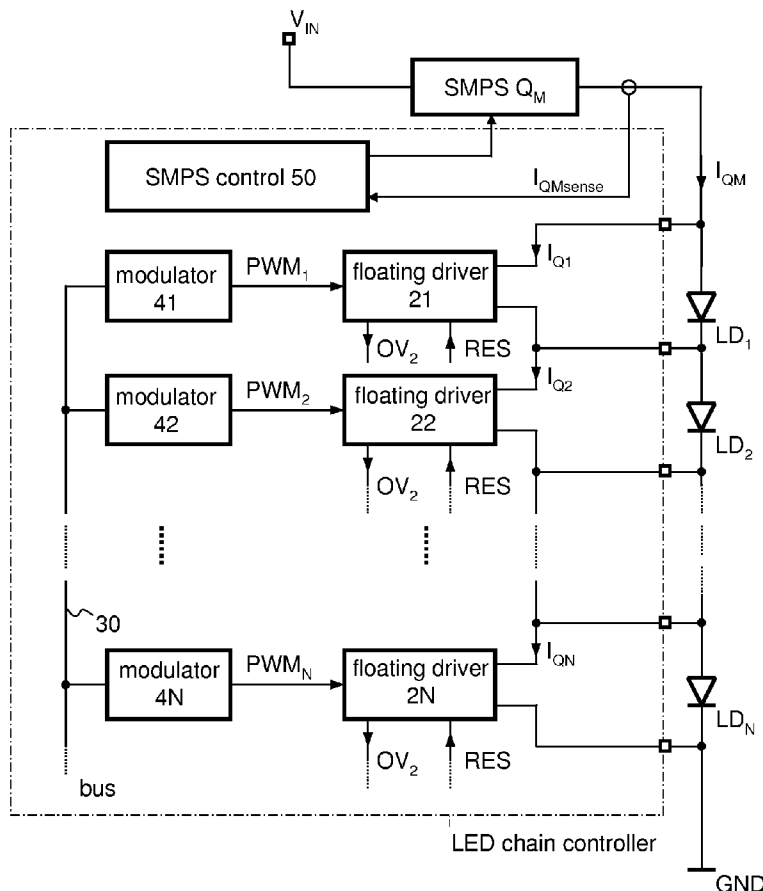 V_IN
SMPS Q_M
SMPS control 50
I_QMsense
I_QM
modulator
41
PWM_1
floating driver
21
I_Q1
LD_1
OV_2
RES
modulator
42
PWM_2
floating driver
22
I_Q2
LD_2
OV_2
RES
30
modulator
4N
PWM_N
floating driver
2N
I_QN
LD_N
OV_2
RES
bus
LED chain controller
GND